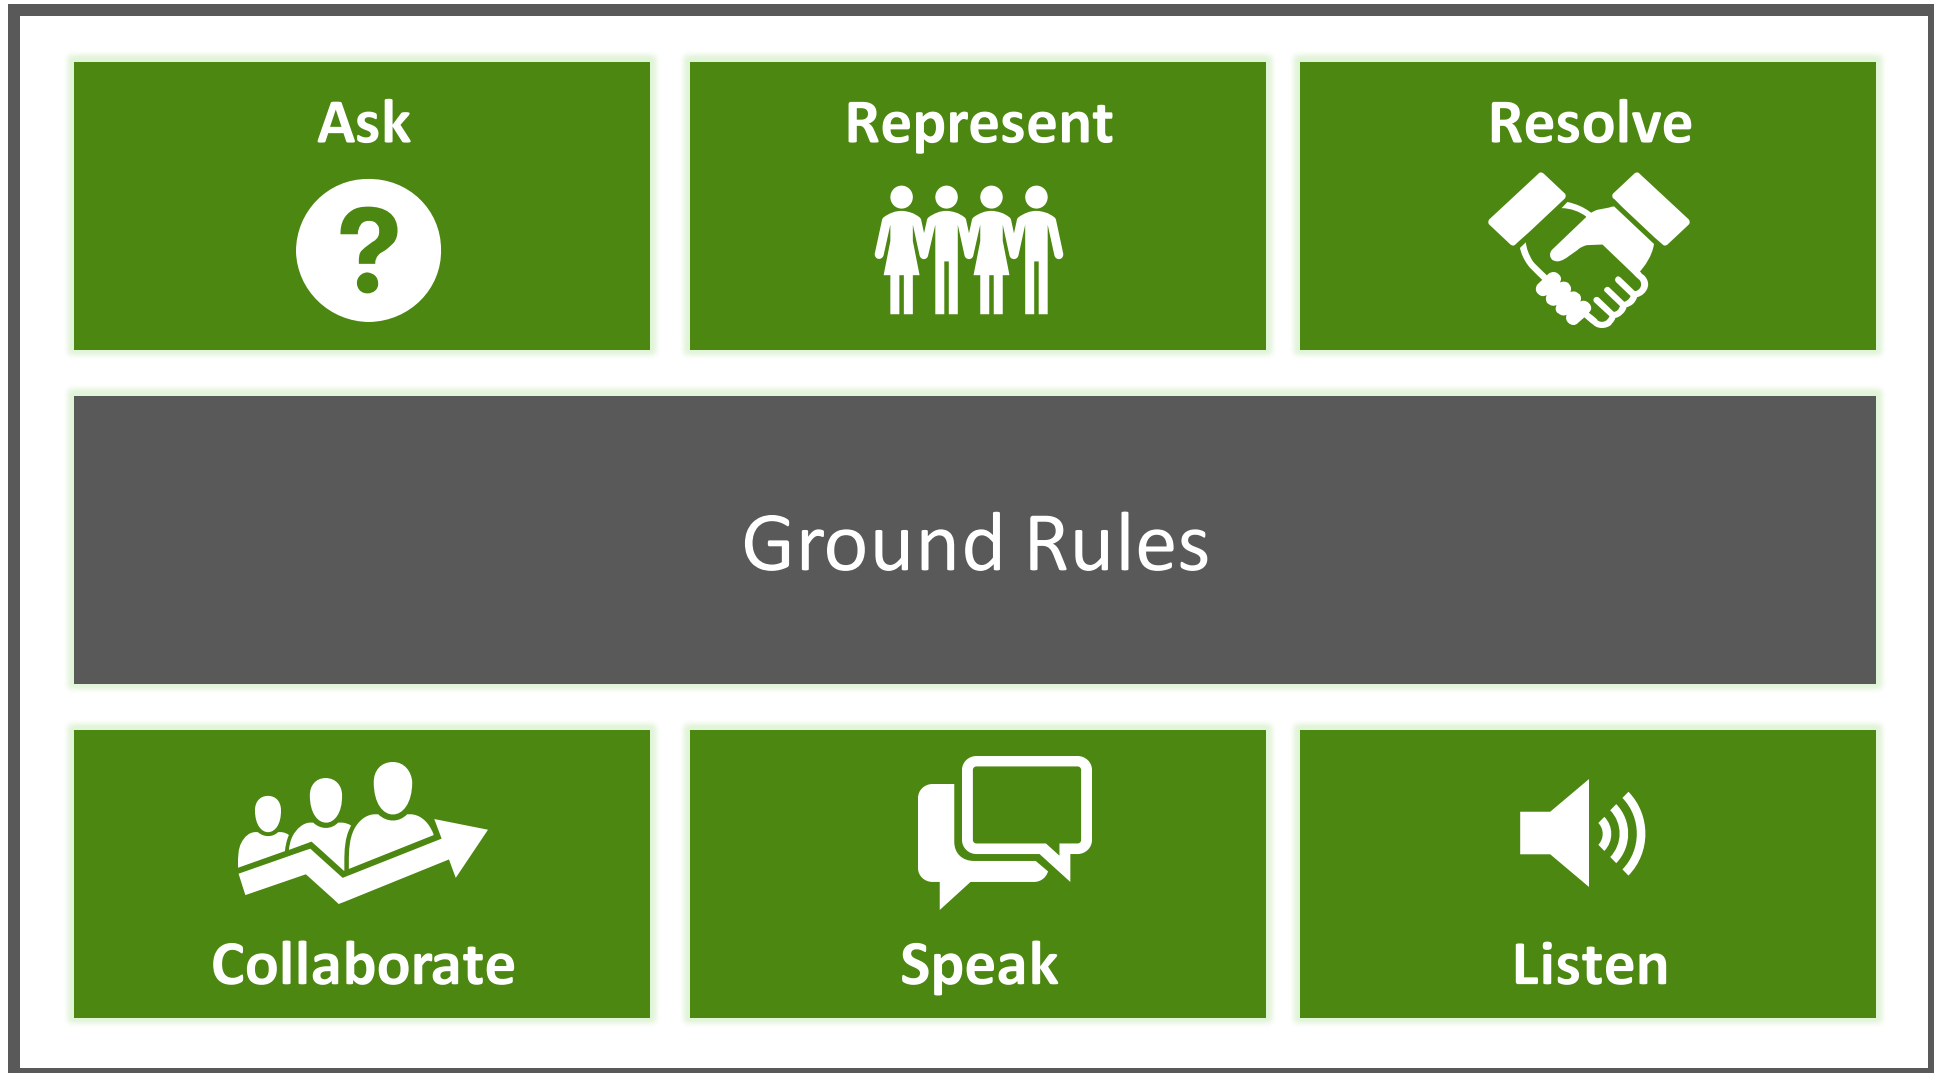 Ask
Represent
Resolve
?
Ground Rules
Collaborate
Speak
Listen